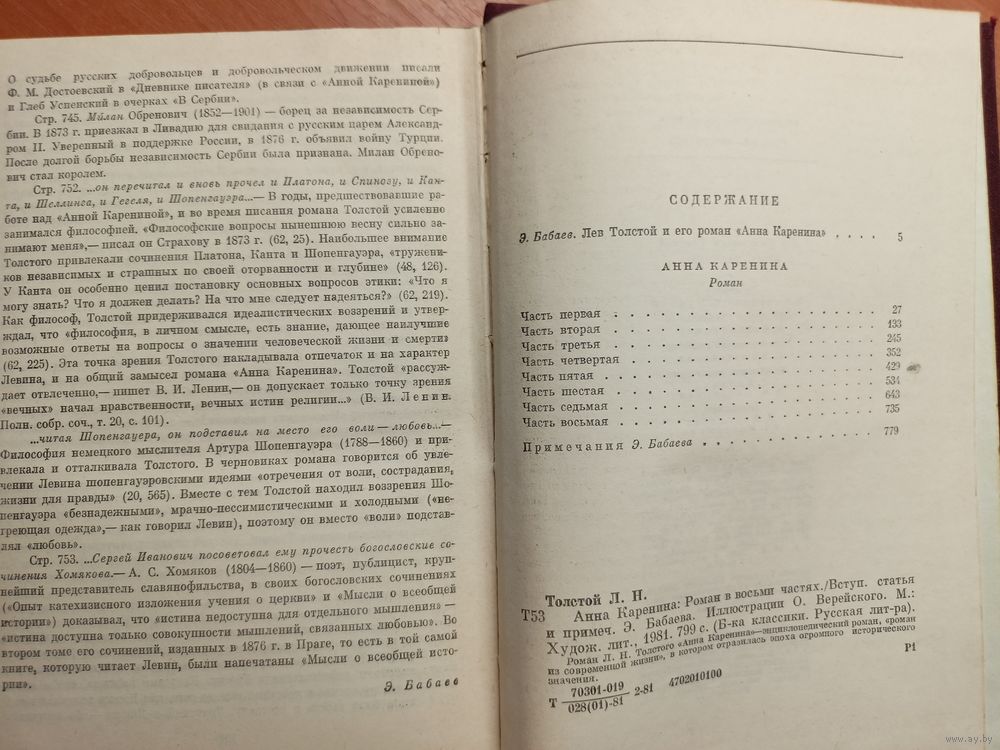 О судьбе русских добровольцев и добровольческом движении писали
Ф. М. Достоевский в «Дневнике писателя» (в связи с «Анной Карениной»)
и Глеб Успенский в очерках «В Сербии».
Стр. 745. Ми́лан Обренович (1852—1901) — борец за независимость Сер-
бии. В 1873 г. приезжал в Ливадию для свидания с русским царем Александ-
ром II. Уверенный в поддержке России, в 1876 г. объявил войну Турции.
После долгой борьбы независимость Сербии была признана. Милан Обрено-
вич стал королем.
Стр. 752. ...он перечитал и вновь прочел и Платона, и Спинозу, и Кан-
та, и Шеллинга, и Гегеля, и Шопенгауэра...— В годы, предшествовавшие ра-
боте над «Анной Карениной», и во время писания романа Толстой усиленно
занимался философией. «Философские вопросы нынешнюю весну сильно за-
нимают меня»,— писал он Страхову в 1873 г. (62, 25). Наибольшее внимание
Толстого привлекали сочинения Платона, Канта и Шопенгауэра, «тружени-
ков независимых и страшных по своей оторванности и глубине» (48, 126).
У Канта он особенно ценил постановку основных вопросов этики: «Что я
могу знать? Что я должен делать? На что мне следует надеяться?» (62, 219).
Как философ, Толстой придерживался идеалистических воззрений и утвер-
ждал, что «философия, в личном смысле, есть знание, дающее наилучшие
возможные ответы на вопросы о значении человеческой жизни и смерти»
(62, 225). Эта точка зрения Толстого накладывала отпечаток и на характер
Левина, и на общий замысел романа «Анна Каренина». Толстой «рассуж-
дает отвлеченно,— пишет В. И. Ленин,— он допускает только точку зрения
«вечных» начал нравственности, вечных истин религии...» (В. И. Ленин.
Полн. собр. соч., т. 20, с. 101).
...читая Шопенгауера, он подставил на место его воли — любовь...—
Философия немецкого мыслителя Артура Шопенгауэра (1788—1860) и при-
влекала и отталкивала Толстого. В черновиках романа говорится об увле-
чении Левина шопенгауэровскими идеями «отречения от воли, сострадания,
жизни для правды» (20, 565). Вместе с тем Толстой находил воззрения Шо-
пенгауэра «безнадежными», мрачно-пессимистическими и холодными («не-
греющая одежда»,— как говорил Левин), поэтому он вместо «воли» подстав-
лял «любовь».
Стр. 753. ...Сергей Иванович посоветовал ему прочесть богословские со-
чинения Хомякова.— А. С. Хомяков (1804—1860) — поэт, публицист, круп-
нейший представитель славянофильства, в своих богословских сочинениях
(«Опыт катехизисного изложения учения о церкви» и «Мысли о всеобщей
истории») доказывал, что «истина недоступна для отдельного мышления» —
«истина доступна только совокупности мышлений, связанных любовью». Во
втором томе его сочинений, изданных в 1876 г. в Праге, то есть в той самой
книге, которую читает Левин, были напечатаны «Мысли о всеобщей исто-
рии».
Э. Бабаев
СОДЕРЖАНИЕ
Э. Бабаев. Лев Толстой и его роман «Анна Каренина» . . . . 5
АННА КАРЕНИНА
Роман
Часть первая . . . . . . . . . . . . . . . . 27
Часть вторая . . . . . . . . . . . . . . . . 133
Часть третья . . . . . . . . . . . . . . . . 245
Часть четвертая . . . . . . . . . . . . . . . 352
Часть пятая . . . . . . . . . . . . . . . . 429
Часть шестая . . . . . . . . . . . . . . . . 534
Часть седьмая . . . . . . . . . . . . . . . . 643
Часть восьмая . . . . . . . . . . . . . . . . 735
Примечания Э. Бабаева . . . . . . . . . . . . 779
Толстой Л. Н.
Т53 Анна Каренина: Роман в восьми частях./Вступ. статья
и примеч. Э. Бабаева. Иллюстрации О. Верейского. М.:
Худож. лит., 1981. 799 с. (Б-ка классики. Русская лит-ра).
Роман Л. Н. Толстого «Анна Каренина»—энциклопедический роман, «роман
из современной жизни», в котором отразилась эпоха огромного исторического
значения.
Т 70301-019 / 028(01)-81 2-81 4702010100 Р1
www.ay.by